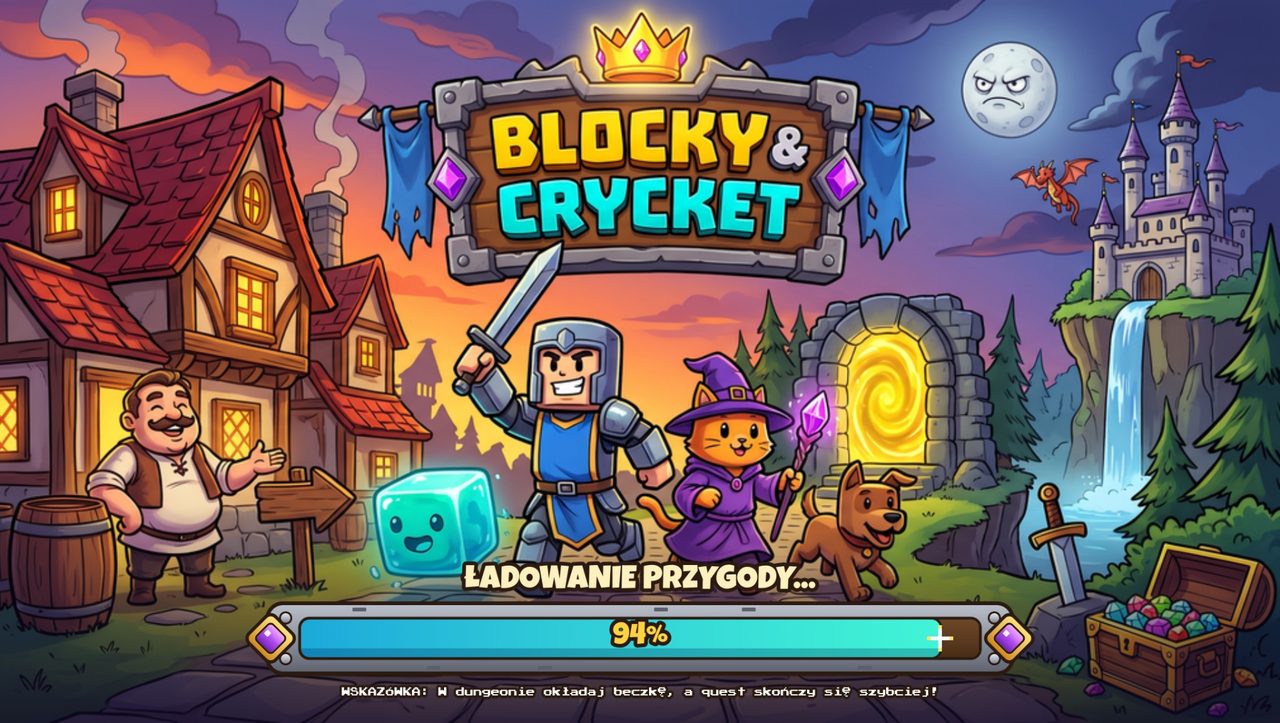 BLOCKY &
CRYCKET
ŁADOWANIE PRZYGODY...
94%
WSKAZóWKA: W dungeonie okładaj beczkę, a quest skończy się szybciej!